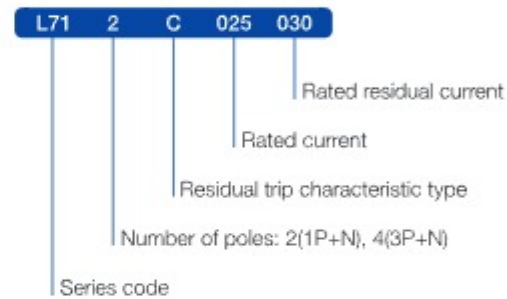 L71 2 C 025 030
Rated residual current
Rated current
Residual trip characteristic type
Number of poles: 2(1P+N), 4(3P+N)
Series code